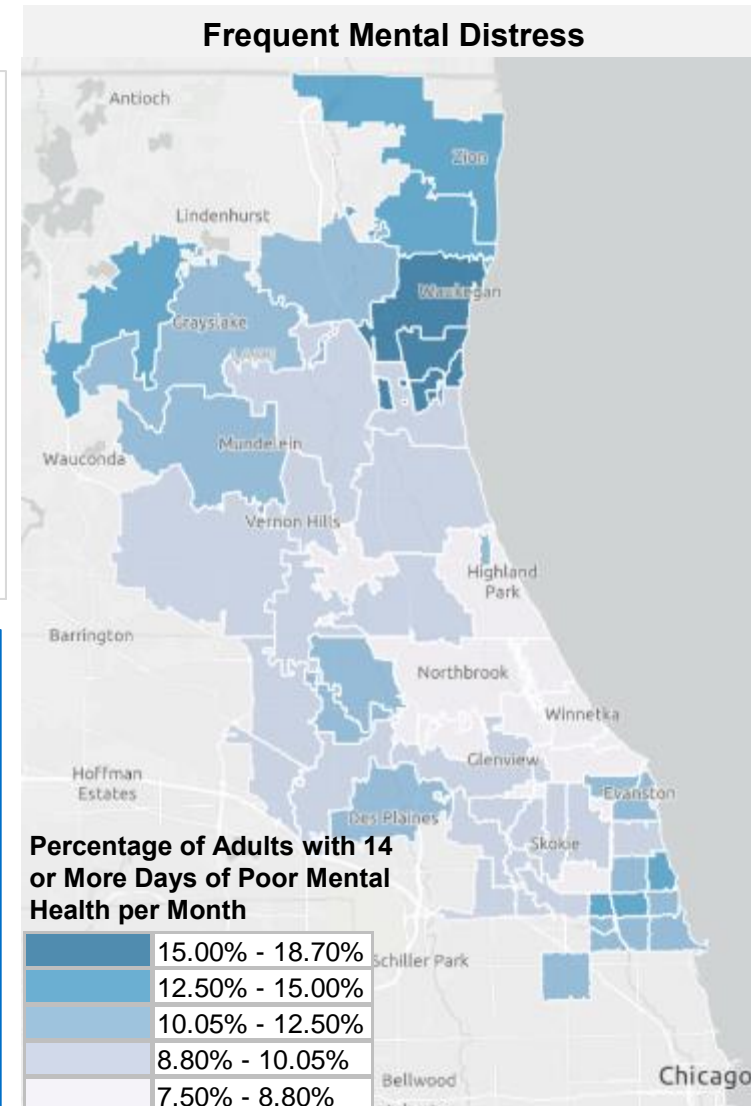 Frequent Mental Distress
Antioch
Zion
Lindenhurst
Waukegan
Grayslake
Mundelein
Wauconda
Vernon Hills
Highland
Park
Barrington
Northbrook
Winnetka
Glenview
Hoffman
Estates
Evanston
Des Plaines
Skokie
Percentage of Adults with 14
or More Days of Poor Mental
Health per Month
15.00% - 18.70%
12.50% - 15.00%
10.05% - 12.50%
8.80% - 10.05%
7.50% - 8.80%
Schiller Park
Bellwood
Chicago